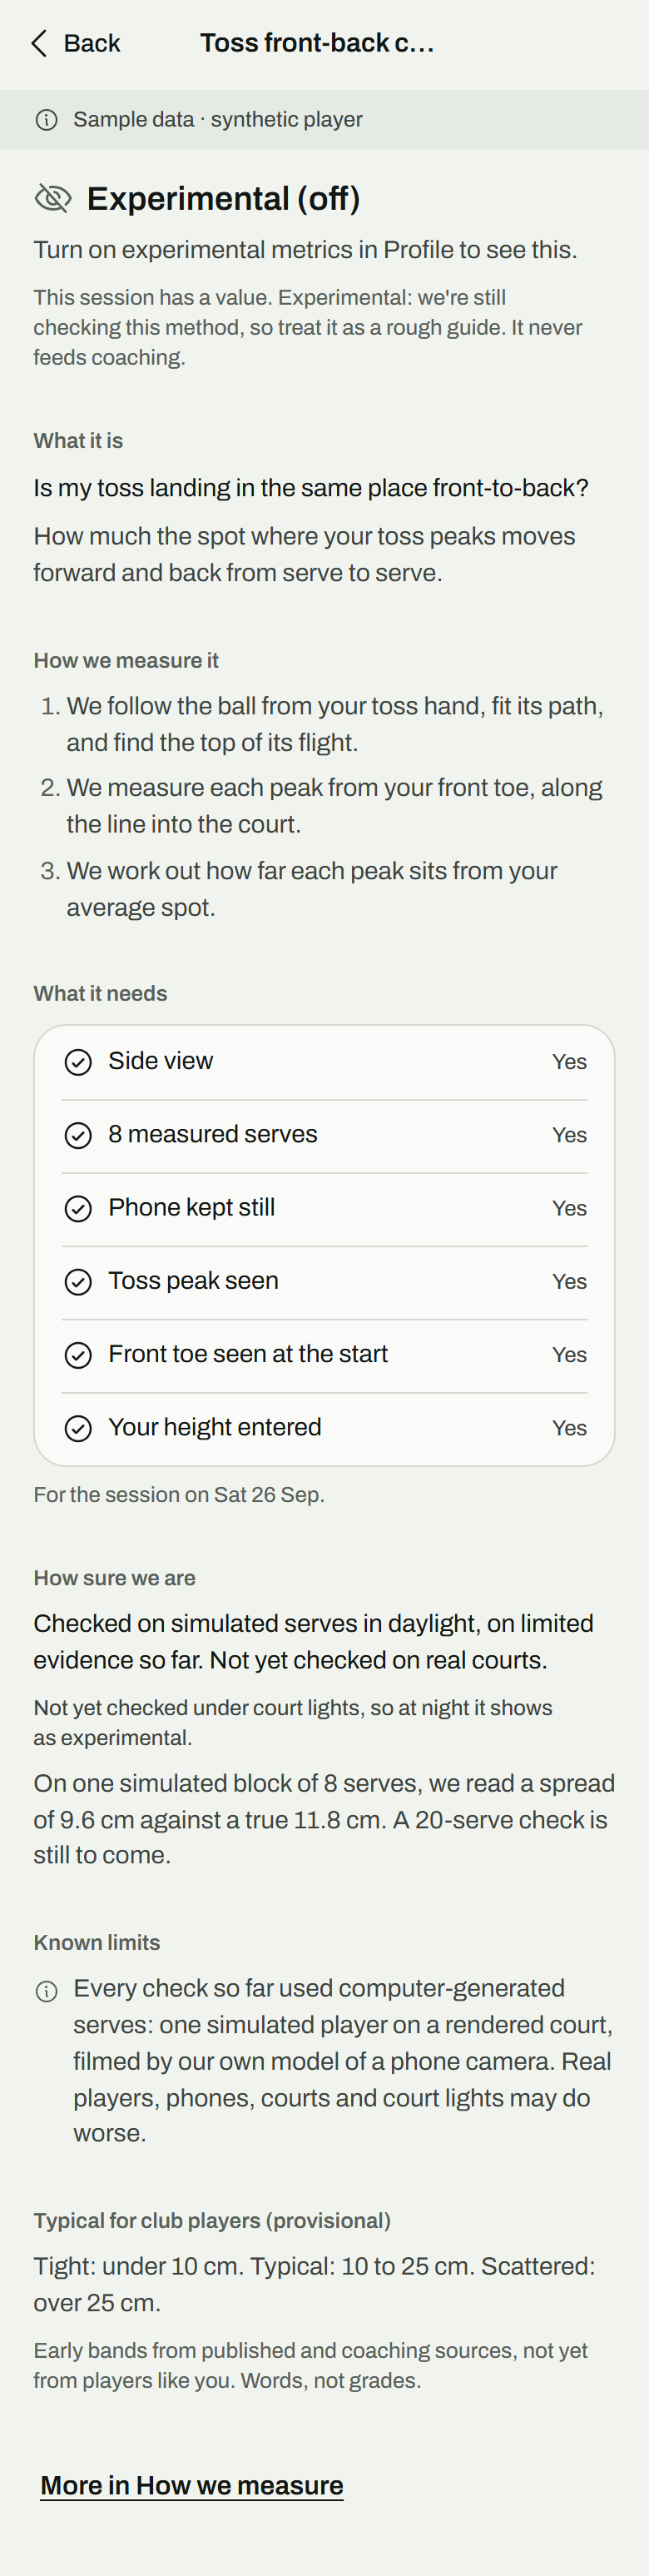 Back
Toss front-back c...
Sample data · synthetic player
Experimental (off)
Turn on experimental metrics in Profile to see this.
This session has a value. Experimental: we're still
checking this method, so treat it as a rough guide. It never
feeds coaching.
What it is
Is my toss landing in the same place front-to-back?
How much the spot where your toss peaks moves
forward and back from serve to serve.
How we measure it
1. We follow the ball from your toss hand, fit its path,
and find the top of its flight.
2. We measure each peak from your front toe, along
the line into the court.
3. We work out how far each peak sits from your
average spot.
What it needs
Side view Yes
8 measured serves Yes
Phone kept still Yes
Toss peak seen Yes
Front toe seen at the start Yes
Your height entered Yes
For the session on Sat 26 Sep.
How sure we are
Checked on simulated serves in daylight, on limited
evidence so far. Not yet checked on real courts.
Not yet checked under court lights, so at night it shows
as experimental.
On one simulated block of 8 serves, we read a spread
of 9.6 cm against a true 11.8 cm. A 20-serve check is
still to come.
Known limits
Every check so far used computer-generated
serves: one simulated player on a rendered court,
filmed by our own model of a phone camera. Real
players, phones, courts and court lights may do
worse.
Typical for club players (provisional)
Tight: under 10 cm. Typical: 10 to 25 cm. Scattered:
over 25 cm.
Early bands from published and coaching sources, not yet
from players like you. Words, not grades.
More in How we measure